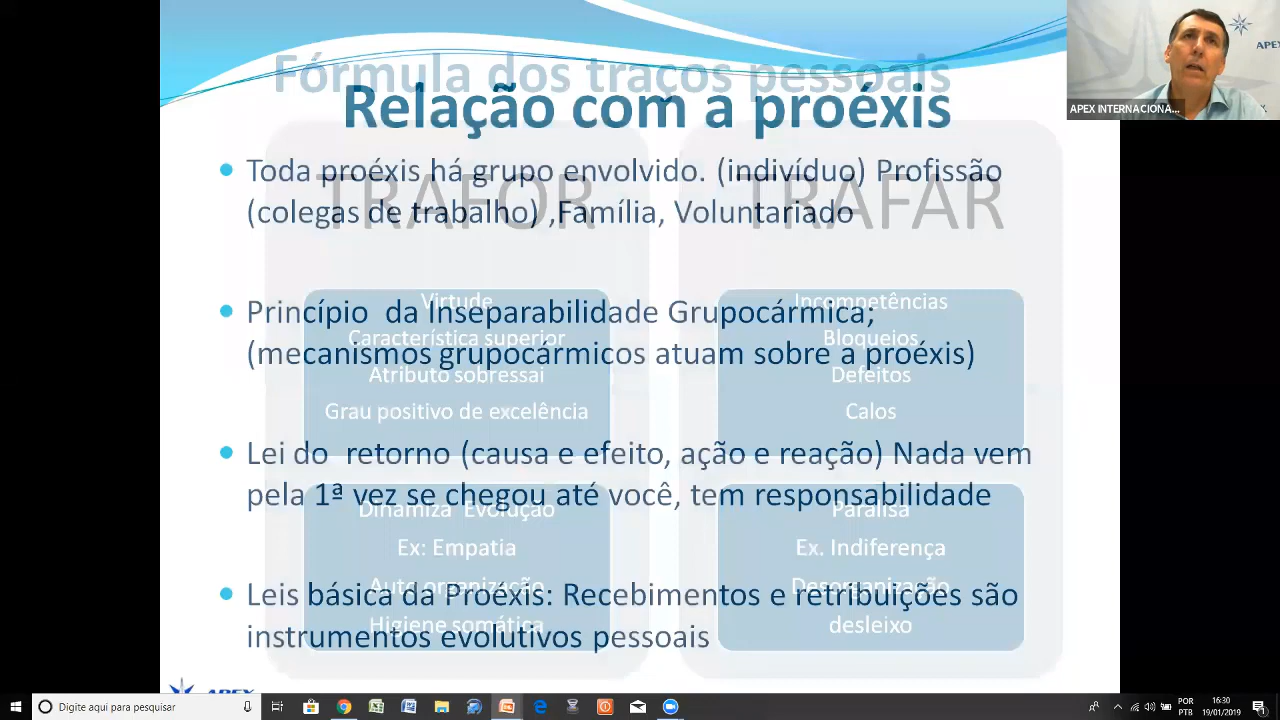 Fórmula dos traços pessoais
Relação com a proéxis
TRAFOR
TRAFAR
Toda proéxis há grupo envolvido. (indivíduo) Profissão
(colegas de trabalho) ,Família, Voluntariado
Princípio da Inseparabilidade Grupocármica;
(mecanismos grupocármicos atuam sobre a proéxis)
Lei do retorno (causa e efeito, ação e reação) Nada vem
pela 1ª vez se chegou até você, tem responsabilidade
Leis básica da Proéxis: Recebimentos e retribuições são
instrumentos evolutivos pessoais
Virtude
Característica superior
Atributo sobressai
Grau positivo de excelência
Dinamiza Evolução
Ex: Empatia
Auto organização
Higiene somática
Incompetências
Bloqueios
Defeitos
Calos
Paralisa
Ex. Indiferença
Desorganização
desleixo
APEX
APEX
APEX INTERNACIONA...
Digite aqui para pesquisar
POR
PTB
16:30
19/01/2019